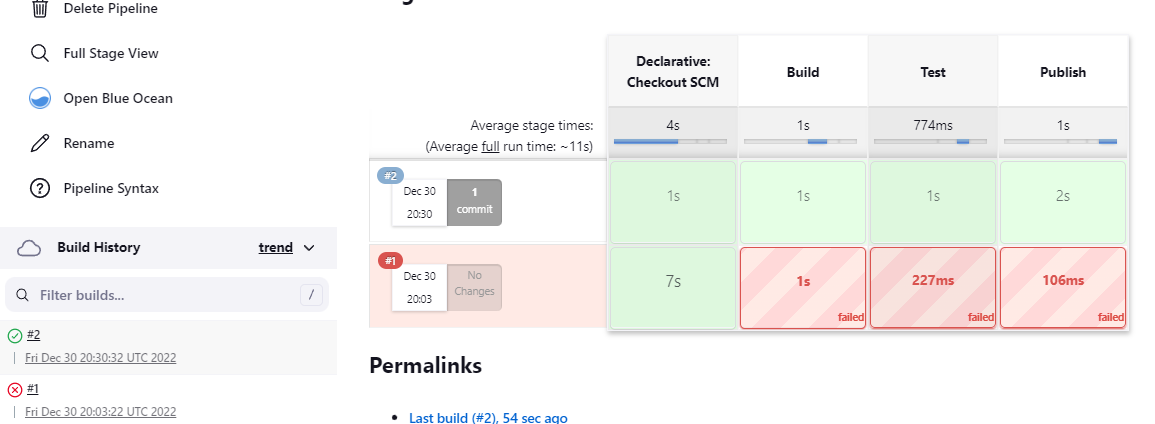 Delete Pipeline
Full Stage View
Open Blue Ocean
Rename
Pipeline Syntax
Build History
trend
Filter builds...
/
#2
Fri Dec 30 20:30:32 UTC 2022
#1
Fri Dec 30 20:03:22 UTC 2022
Declarative:
Checkout SCM
Build
Test
Publish
Average stage times:
(Average full run time: ~11s)
4s
1s
774ms
1s
#2
Dec 30
20:30
1
commit
1s
1s
1s
2s
#1
Dec 30
20:03
No
Changes
7s
1s
failed
227ms
failed
106ms
failed
Permalinks
Last build (#2), 54 sec ago